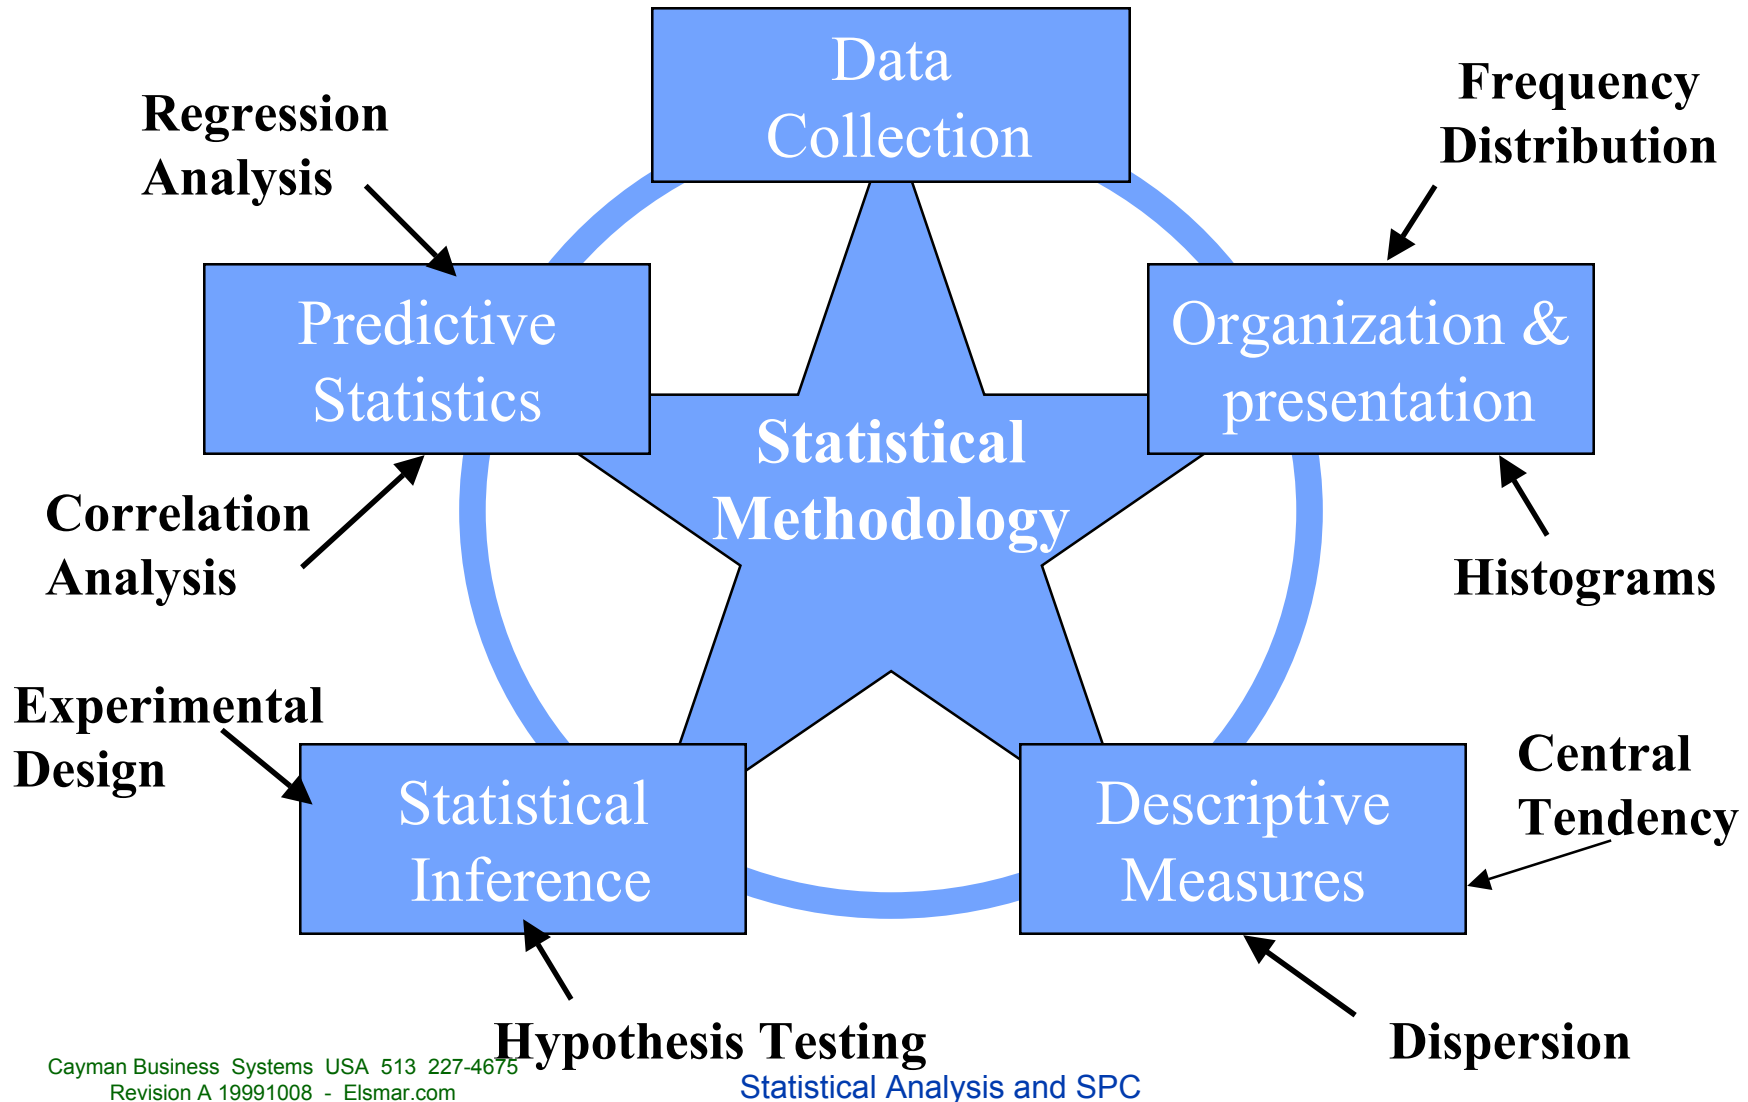 Data
Collection
Frequency
Distribution
Regression
Analysis
Predictive
Statistics
Organization &
presentation
Statistical
Methodology
Correlation
Analysis
Histograms
Experimental
Design
Central
Tendency
Statistical
Inference
Descriptive
Measures
Hypothesis Testing
Dispersion
Cayman Business Systems USA 513 227-4675
Revision A 19991008 - Elsmar.com
Statistical Analysis and SPC